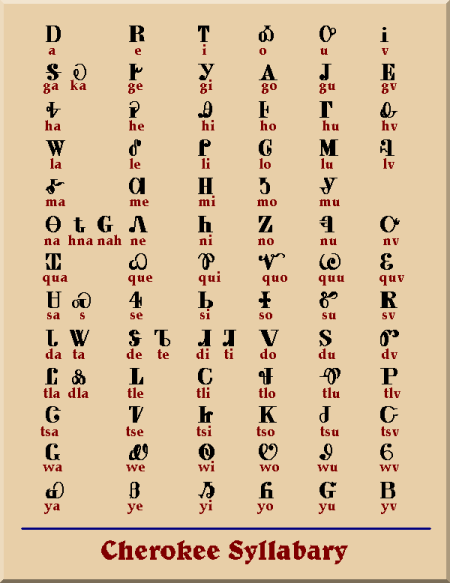 Ꭰ Ꭱ Ꭲ Ꭳ Ꭴ Ꭵ
a e i o u v
Ꭶ Ꭷ Ꭸ Ꭹ Ꭺ Ꭻ Ꭼ
ga ka ge gi go gu gv
Ꭽ Ꭾ Ꭿ Ꮀ Ꮁ Ꮂ
ha he hi ho hu hv
Ꮃ Ꮄ Ꮅ Ꮆ Ꮇ Ꮈ
la le li lo lu lv
Ꮉ Ꮊ Ꮋ Ꮌ Ꮍ
ma me mi mo mu
Ꮎ Ꮏ Ꮐ Ꮑ Ꮒ Ꮓ Ꮔ Ꮕ
na hna nah ne ni no nu nv
Ꮖ Ꮗ Ꮘ Ꮙ Ꮚ Ꮛ
qua que qui quo quu quv
Ꮜ Ꮝ Ꮞ Ꮟ Ꮠ Ꮡ Ꮢ
sa s se si so su sv
Ꮣ Ꮤ Ꮥ Ꮦ Ꮧ Ꮨ Ꮩ Ꮪ Ꮫ
da ta de te di ti do du dv
Ꮭ Ꮬ Ꮮ Ꮯ Ꮰ Ꮱ Ꮲ
tla dla tle tli tlo tlu tlv
Ꮳ Ꮴ Ꮵ Ꮶ Ꮷ Ꮸ
tsa tse tsi tso tsu tsv
Ꮹ Ꮺ Ꮻ Ꮼ Ꮽ Ꮾ
wa we wi wo wu wv
Ꮿ Ᏸ Ᏹ Ᏺ Ᏻ Ᏼ
ya ye yi yo yu yv
Cherokee Syllabary